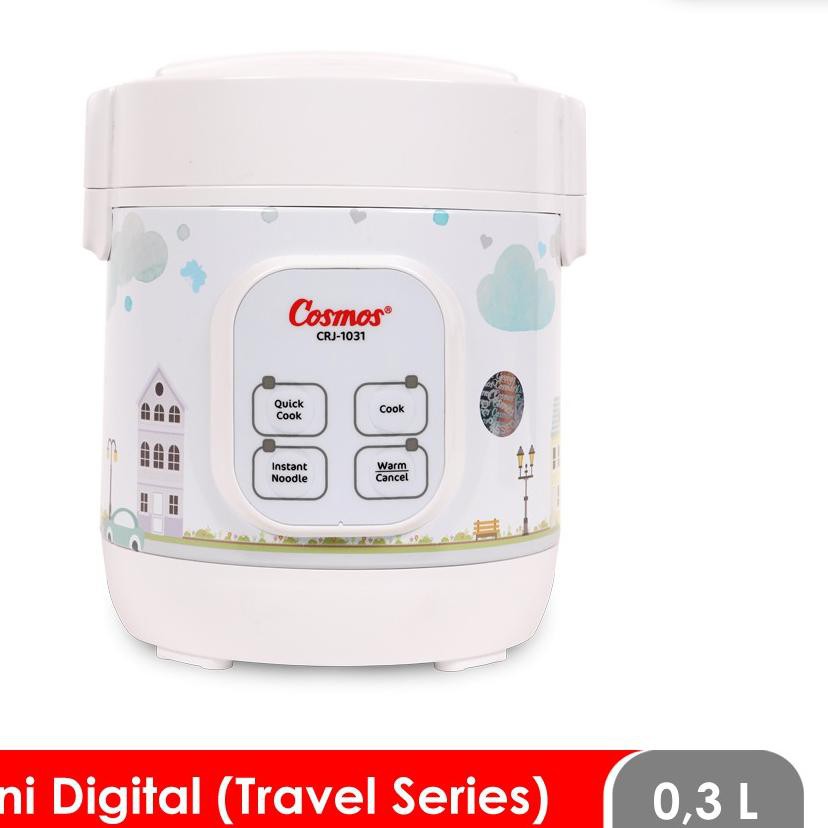 Cosmos®
CRJ-1031
Quick
Cook
Cook
Instant
Noodle
Warm
Cancel
ni Digital (Travel Series)
0,3 L